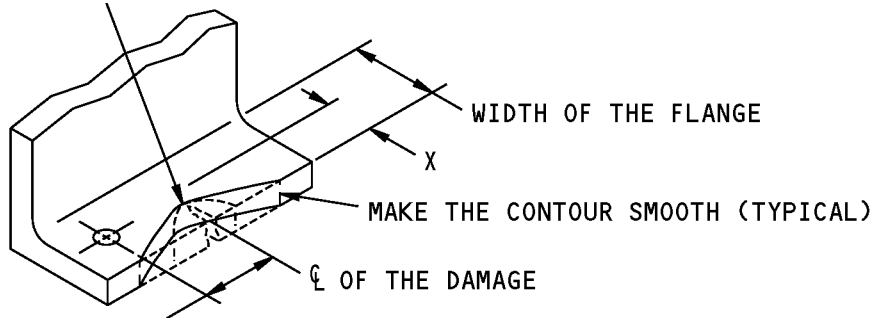 WIDTH OF THE FLANGE
X
MAKE THE CONTOUR SMOOTH (TYPICAL)
℄ OF THE DAMAGE